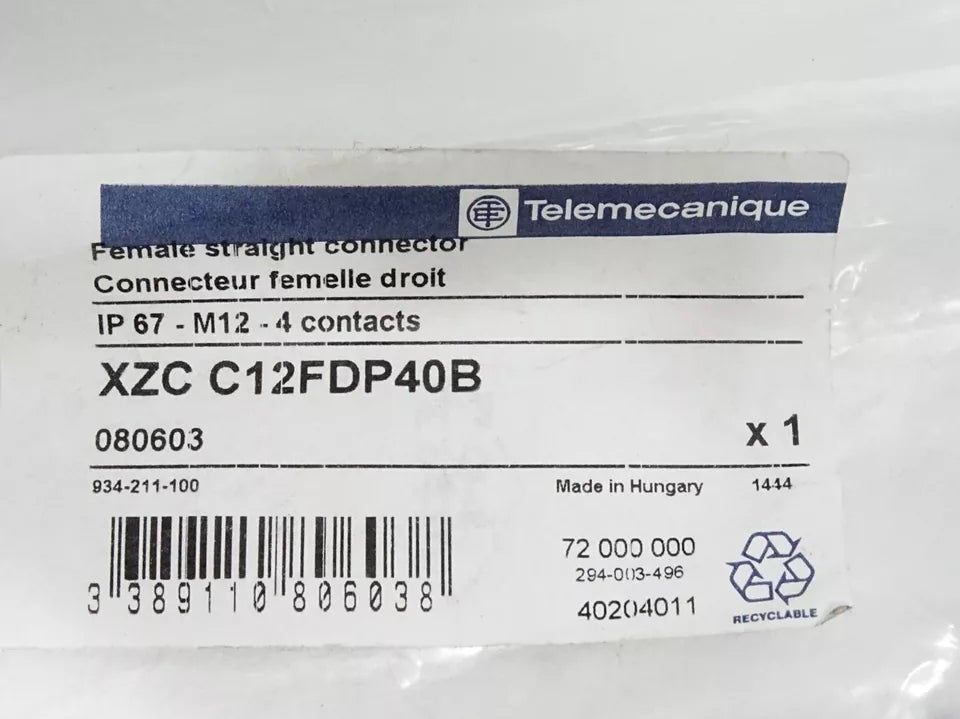 Telemecanique
Female straight connector
Connecteur femelle droit
IP 67 - M12 - 4 contacts
XZC C12FDP40B
080603 x 1
934-211-100 Made in Hungary 1444
72 000 000
294-003-496
40204011
3 389110 806038
RECYCLABLE